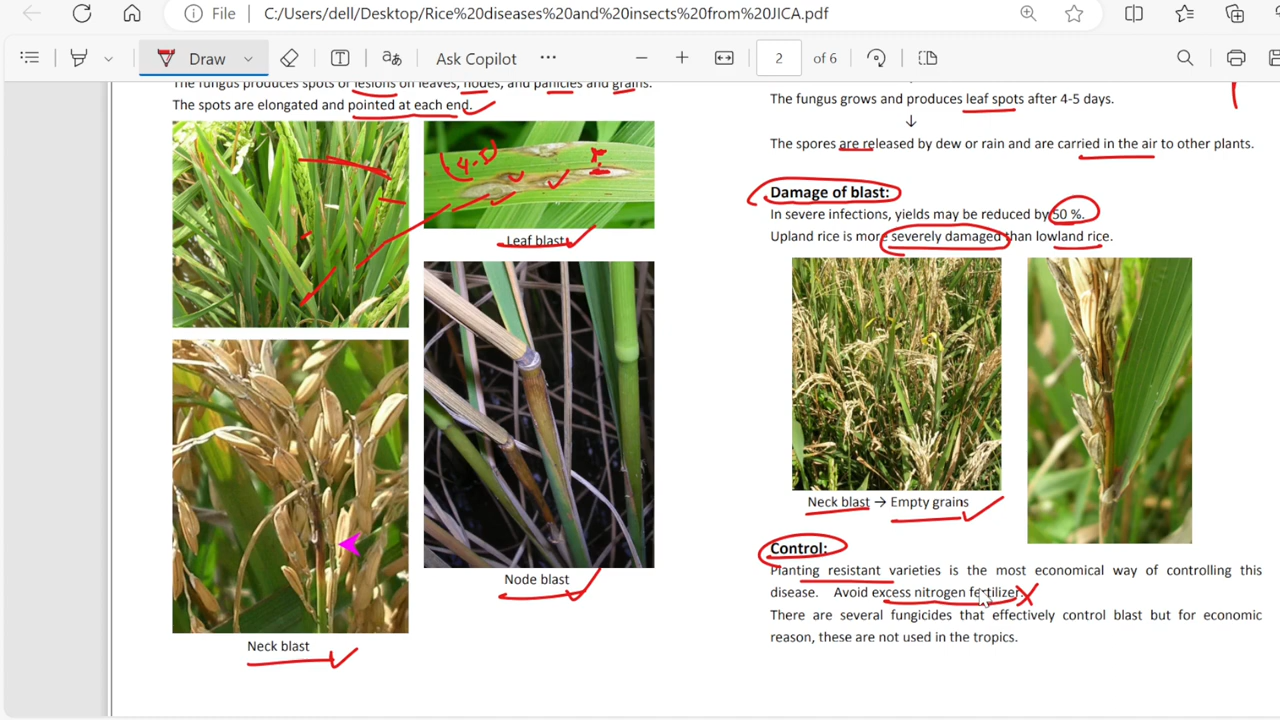 File C:/Users/dell/Desktop/Rice%20diseases%20and%20insects%20from%20JICA.pdf
Draw Ask Copilot 2 of 6
The fungus produces spots or lesions on leaves, nodes, and panicles and grains.
The spots are elongated and pointed at each end.
(4-5)
Leaf blast
Node blast
Neck blast
The fungus grows and produces leaf spots after 4-5 days.
↓
The spores are released by dew or rain and are carried in the air to other plants.
Damage of blast:
In severe infections, yields may be reduced by 50 %.
Upland rice is more severely damaged than lowland rice.
Neck blast → Empty grains
Control:
Planting resistant varieties is the most economical way of controlling this
disease. Avoid excess nitrogen fertilizer.
There are several fungicides that effectively control blast but for economic
reason, these are not used in the tropics.